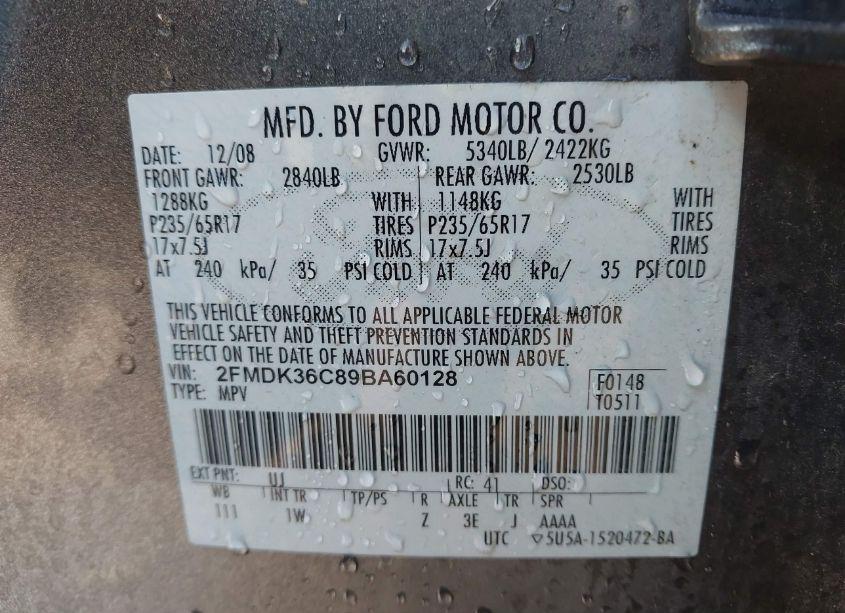 MFD. BY FORD MOTOR CO.
DATE: 12/08 GVWR: 5340LB/ 2422KG
FRONT GAWR: 2840LB REAR GAWR: 2530LB
1288KG WITH 1148KG WITH
P235/65R17 TIRES P235/65R17 TIRES
17x7.5J RIMS 17x7.5J RIMS
AT 240 kPa/ 35 PSI COLD AT 240 kPa/ 35 PSI COLD
THIS VEHICLE CONFORMS TO ALL APPLICABLE FEDERAL MOTOR
VEHICLE SAFETY AND THEFT PREVENTION STANDARDS IN
EFFECT ON THE DATE OF MANUFACTURE SHOWN ABOVE.
VIN: 2FMDK36C89BA60128 F0148
TYPE: MPV T0511
EXT PNT: UJ RC: 41 DSO:
WB INT TR TP/PS R AXLE TR SPR
111 1W Z 3E J AAAA
UTC ▽5U5A-1520472-BA